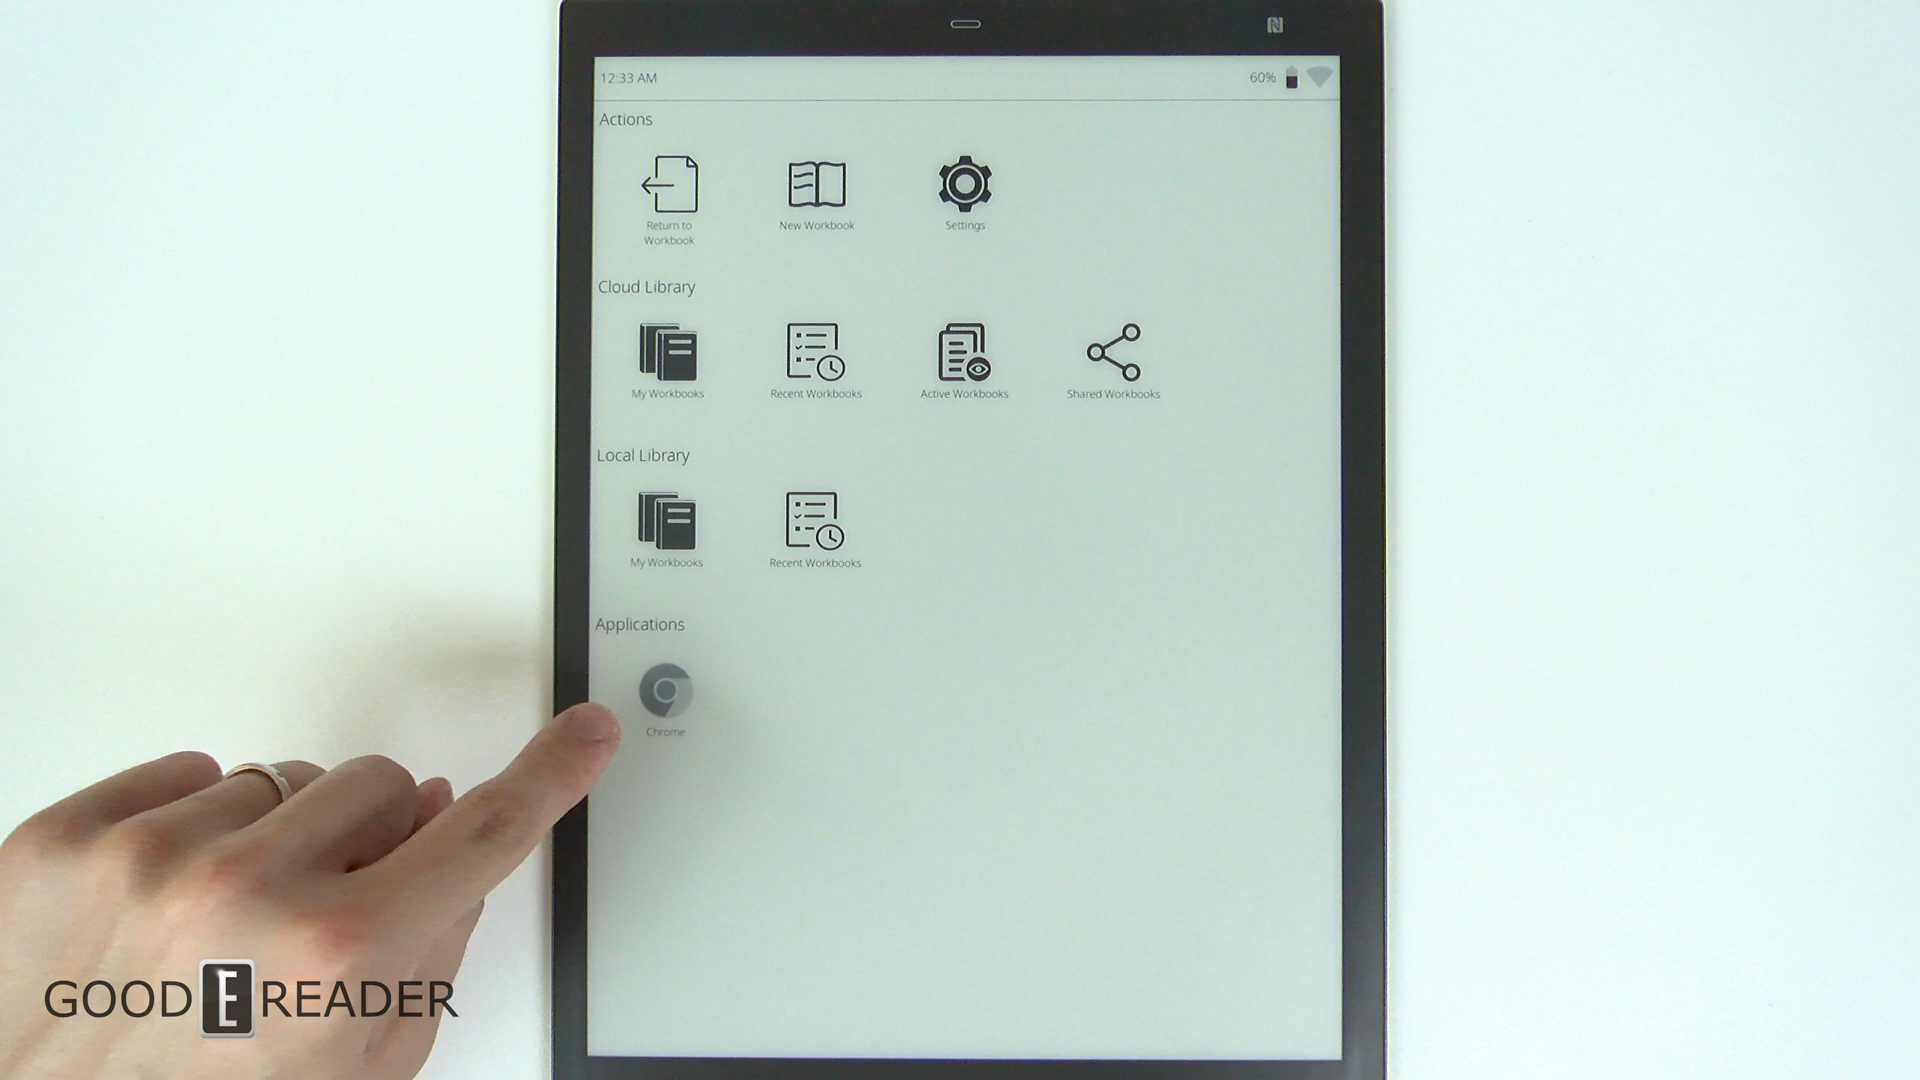 12:33 AM 60%
Actions
Return to
Workbook
New Workbook
Settings
Cloud Library
My Workbooks
Recent Workbooks
Active Workbooks
Shared Workbooks
Local Library
My Workbooks
Recent Workbooks
Applications
Chrome
GOOD E READER